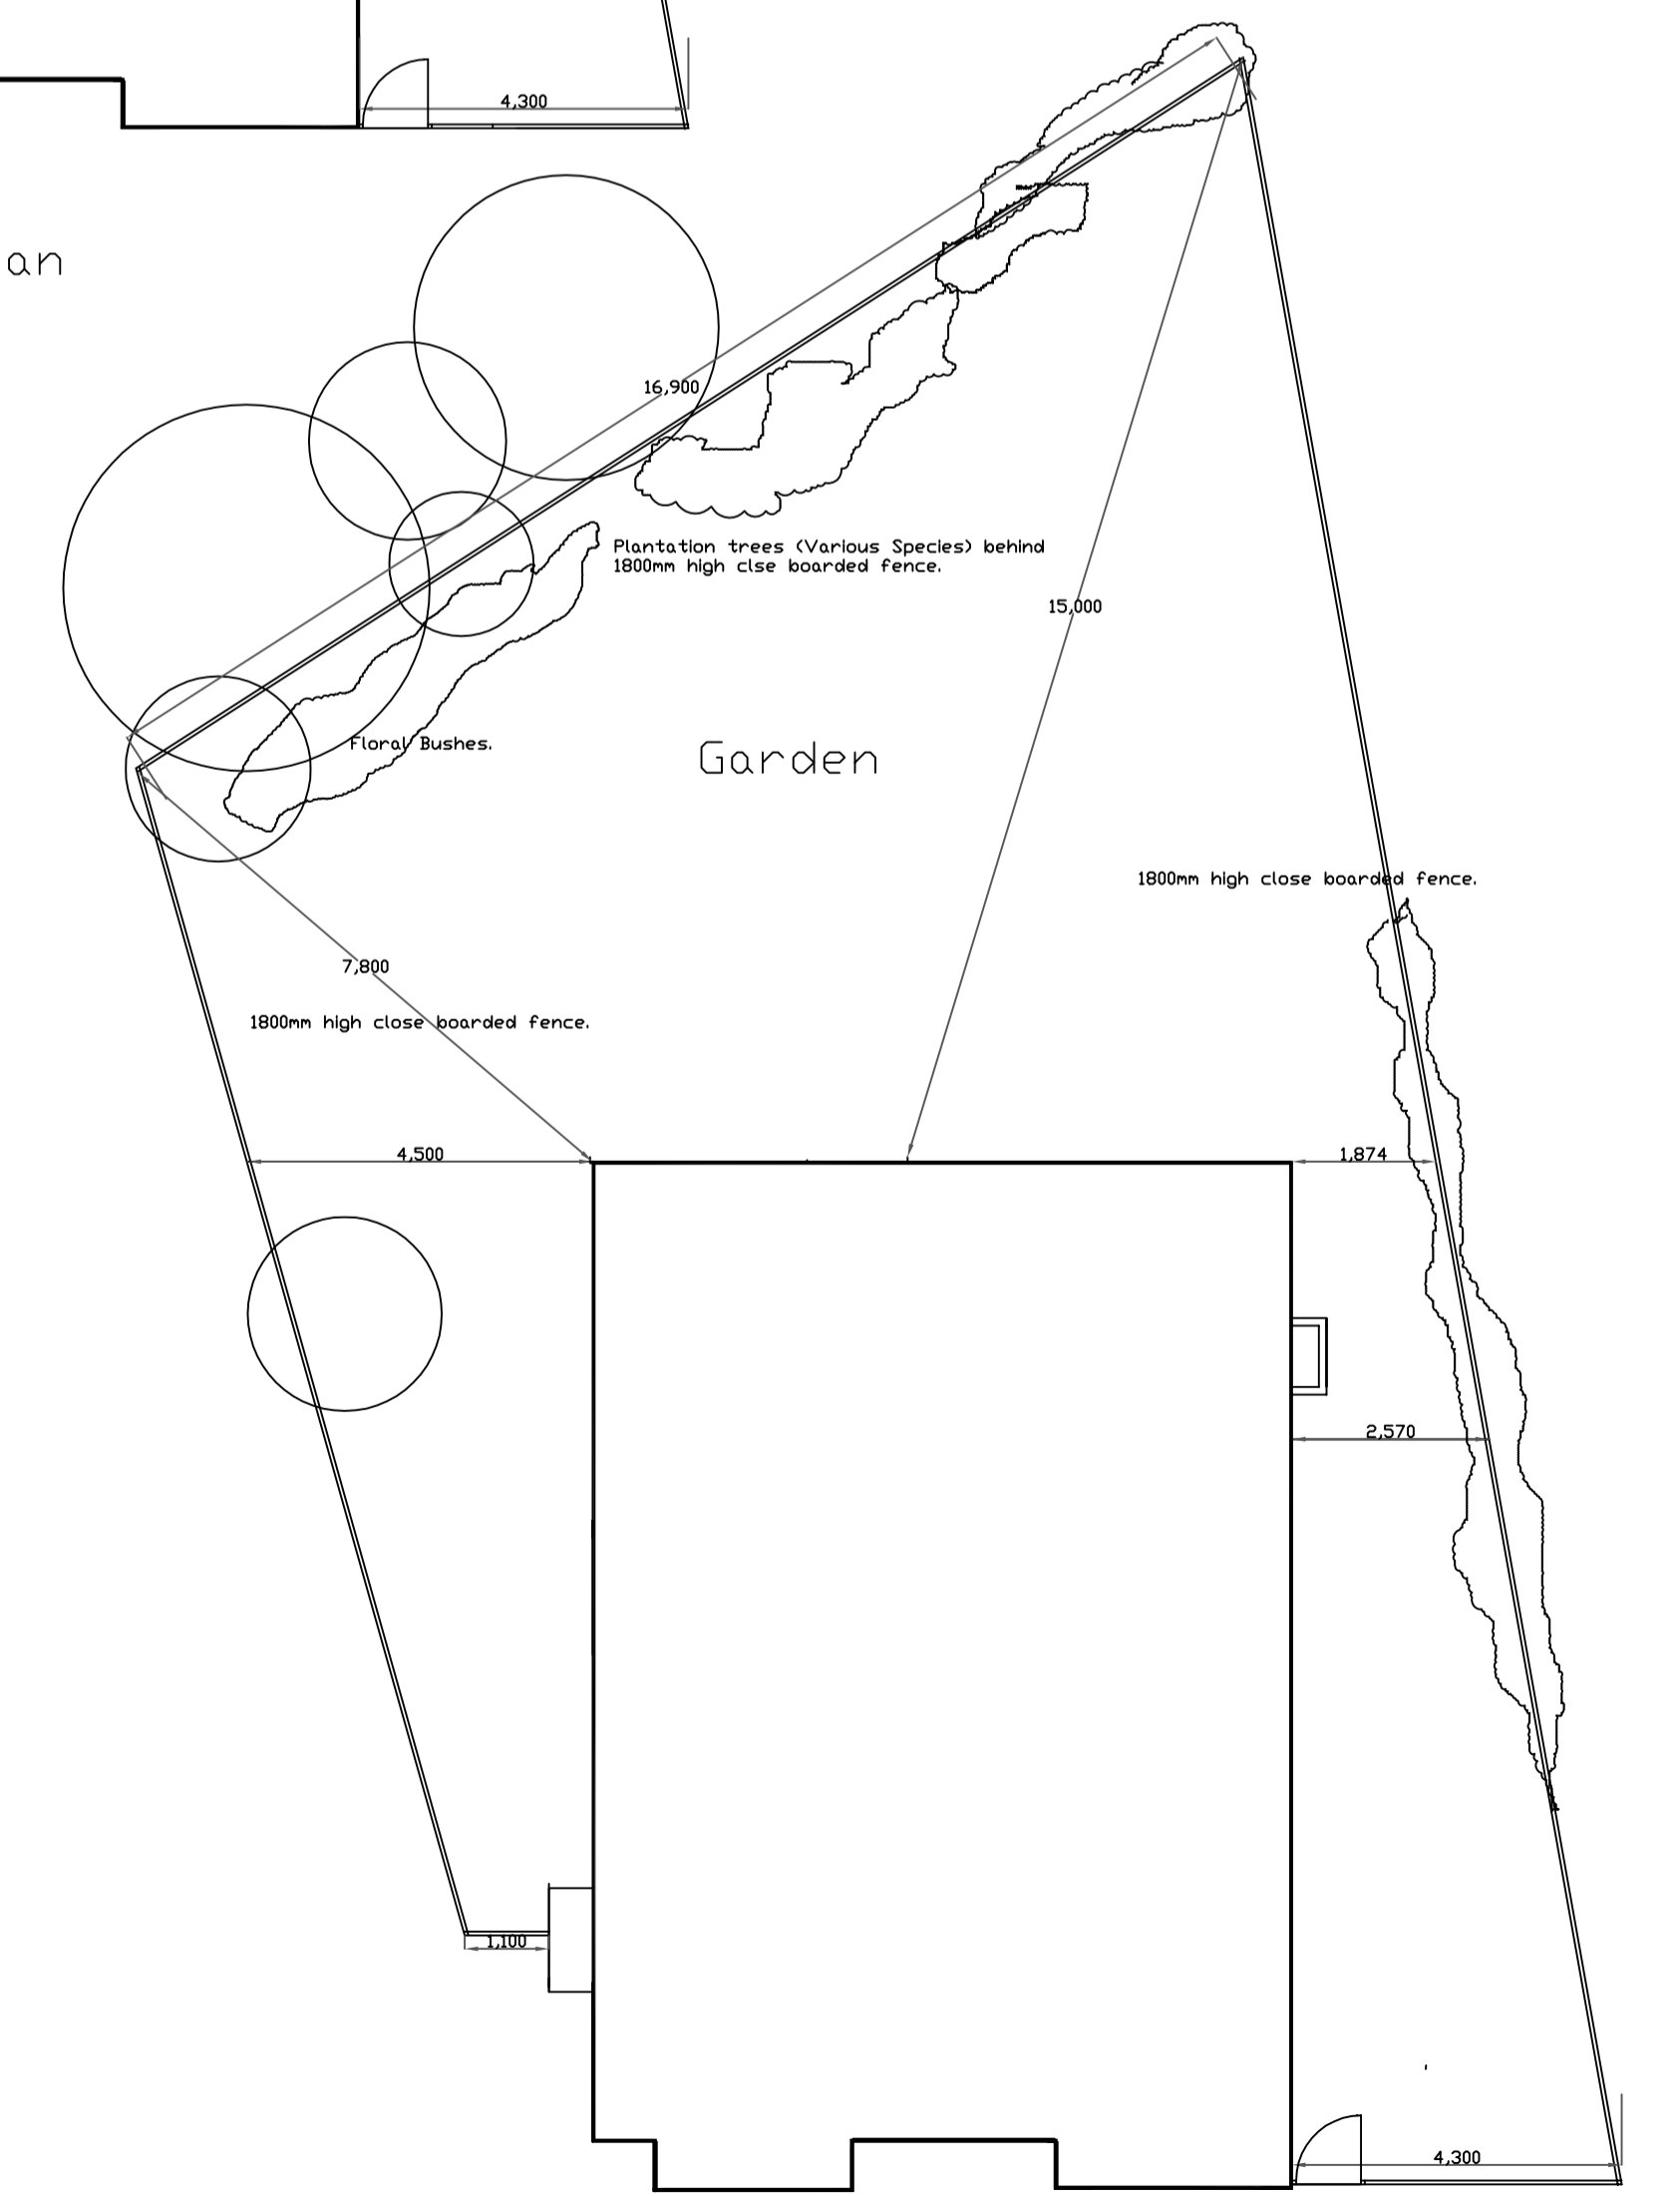 4,300
an
16,900
Plantation trees (Various Species) behind
1800mm high clse boarded fence.
15,000
Floral Bushes.
Garden
1800mm high close boarded fence.
7,800
1800mm high close boarded fence.
4,500
1,874
2,570
1,100
4,300